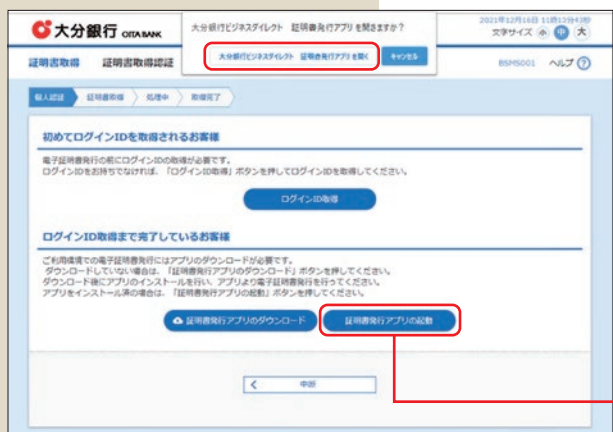 大分銀行 OITA BANK
大分銀行ビジネスダイレクト 証明書発行アプリ を開きますか？
大分銀行ビジネスダイレクト 証明書発行アプリ を開く
キャンセル
2021年12月16日 11時13分43秒
文字サイズ 小 中 大
証明書取得 証明書取得認証
BSMS001 ヘルプ ?
個人認証 証明書取得 処理中 取得完了
初めてログインIDを取得されるお客様
電子証明書発行の前にログインIDの取得が必要です。
ログインIDをお持ちでなければ、「ログインID取得」ボタンを押してログインIDを取得してください。
ログインID取得
ログインID取得まで完了しているお客様
ご利用環境での電子証明書発行にはアプリのダウンロードが必要です。
ダウンロードしていない場合は、「証明書発行アプリのダウンロード」ボタンを押してください。
ダウンロード後にアプリのインストールを行い、アプリより電子証明書発行を行ってください。
アプリをインストール済の場合は、「証明書発行アプリの起動」ボタンを押してください。
証明書発行アプリのダウンロード
証明書発行アプリの起動
中断